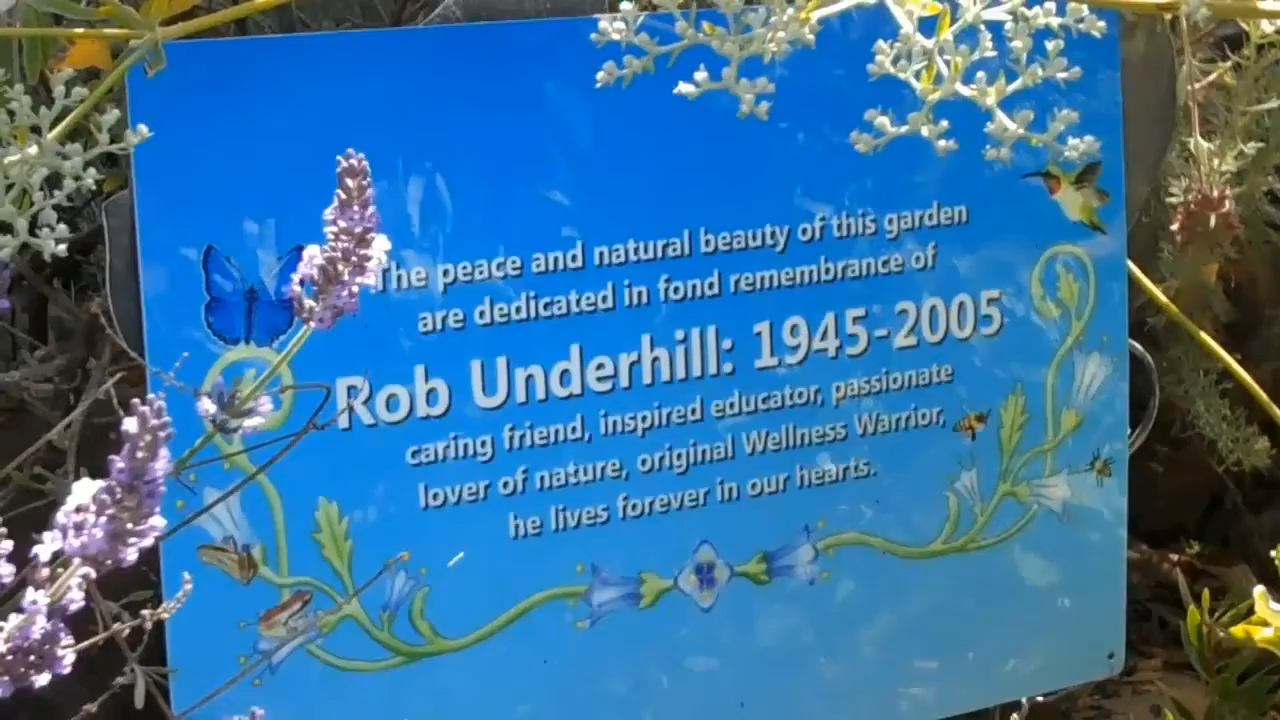 The peace and natural beauty of this garden
are dedicated in fond remembrance of
Rob Underhill: 1945-2005
caring friend, inspired educator, passionate
lover of nature, original Wellness Warrior,
he lives forever in our hearts.